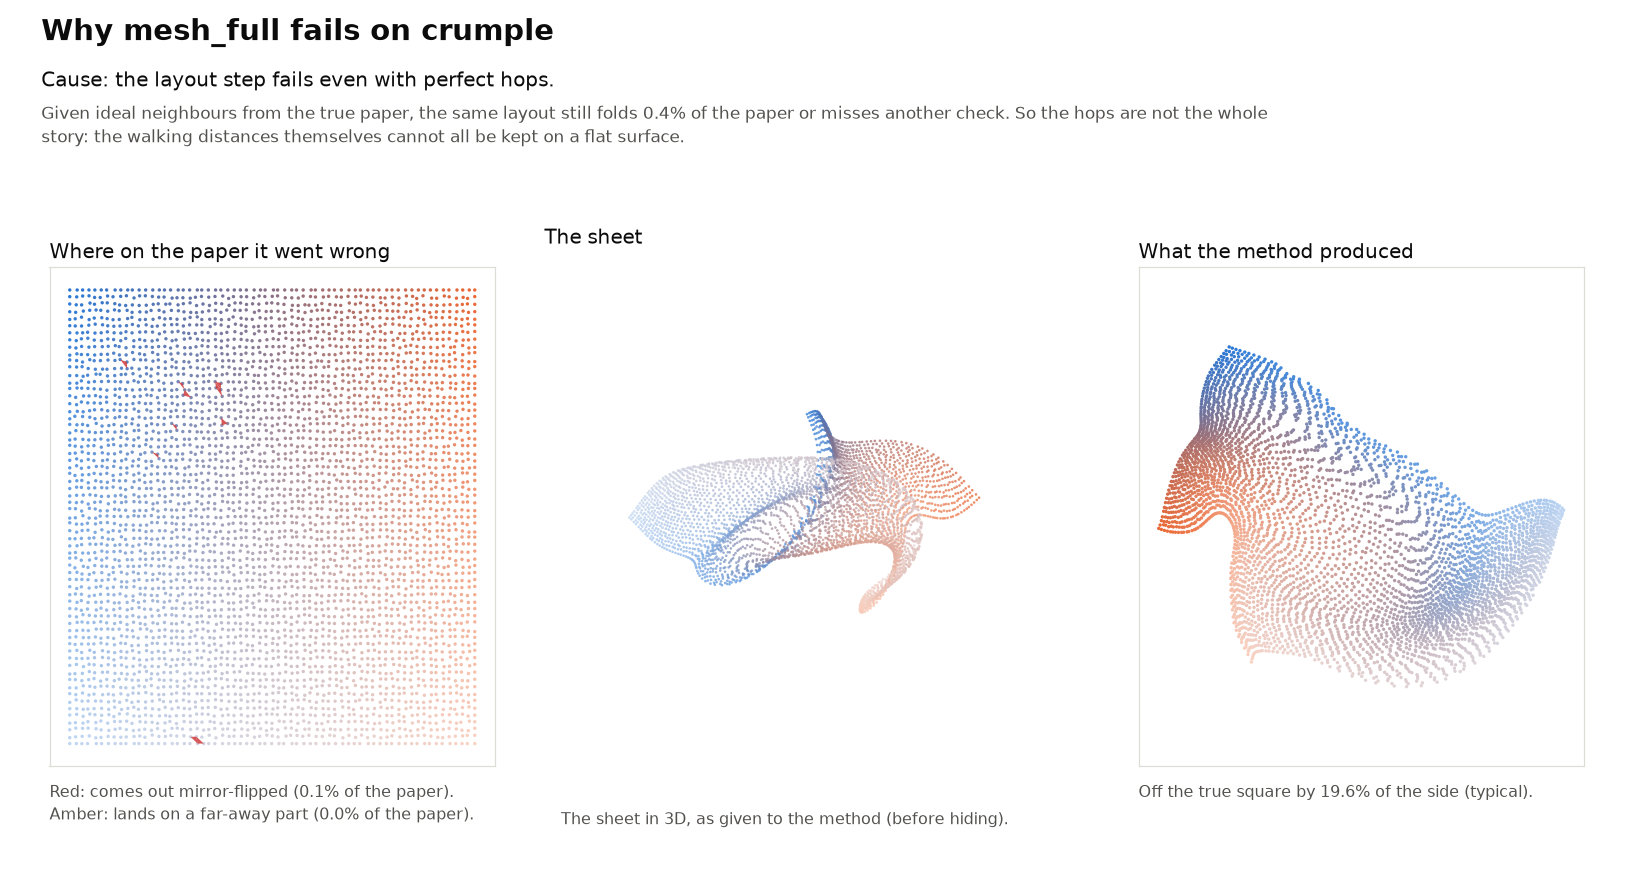 Why mesh_full fails on crumple
Cause: the layout step fails even with perfect hops.
Given ideal neighbours from the true paper, the same layout still folds 0.4% of the paper or misses another check. So the hops are not the whole
story: the walking distances themselves cannot all be kept on a flat surface.
Where on the paper it went wrong
The sheet
What the method produced
Red: comes out mirror-flipped (0.1% of the paper).
Amber: lands on a far-away part (0.0% of the paper).
The sheet in 3D, as given to the method (before hiding).
Off the true square by 19.6% of the side (typical).